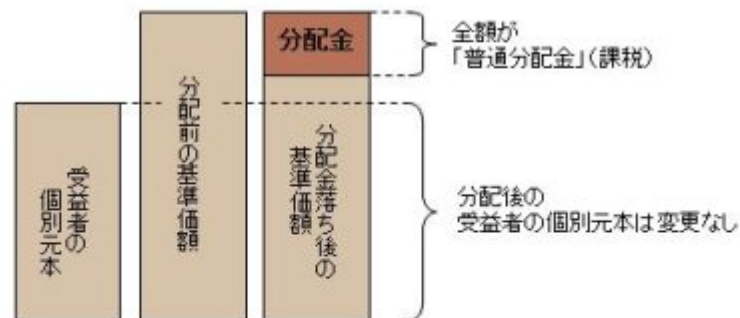 受益者の
個別元本
分配前の基準価額
分配金
分配金落ち後の
基準価額
全額が
「普通分配金」(課税)
分配後の
受益者の個別元本は変更なし